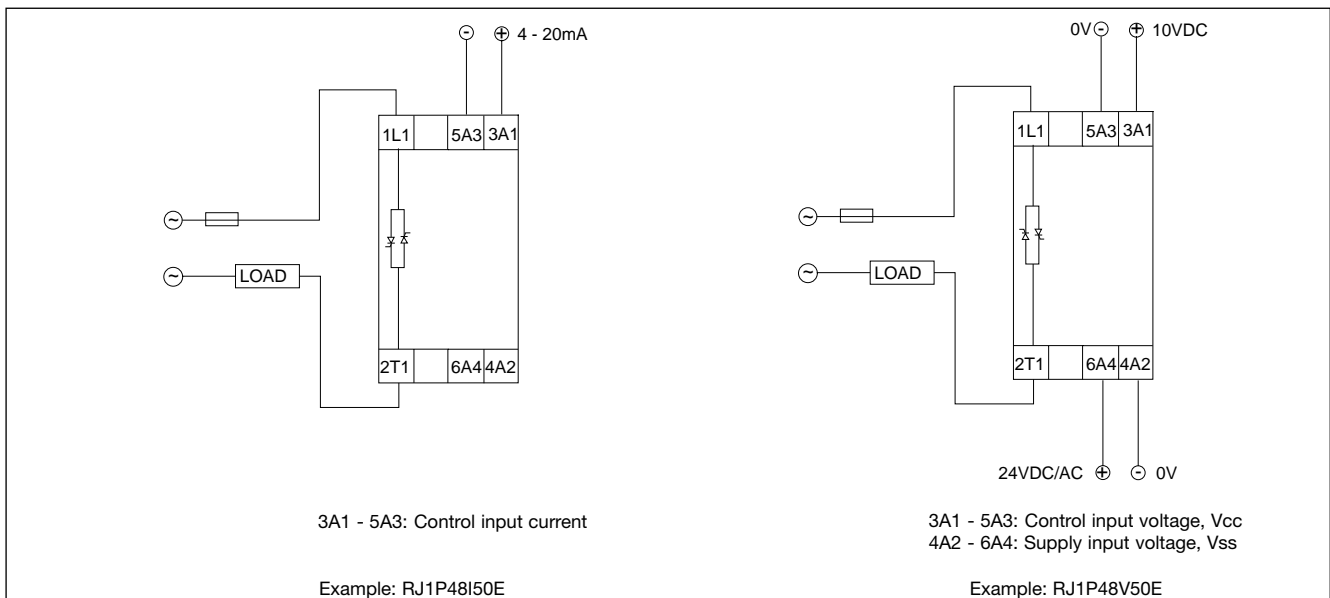 4 - 20mA
1L1 5A3 3A1
LOAD
2T1 6A4 4A2
3A1 - 5A3: Control input current
Example: RJ1P48I50E
0V 10VDC
1L1 5A3 3A1
LOAD
2T1 6A4 4A2
24VDC/AC 0V
3A1 - 5A3: Control input voltage, Vcc
4A2 - 6A4: Supply input voltage, Vss
Example: RJ1P48V50E